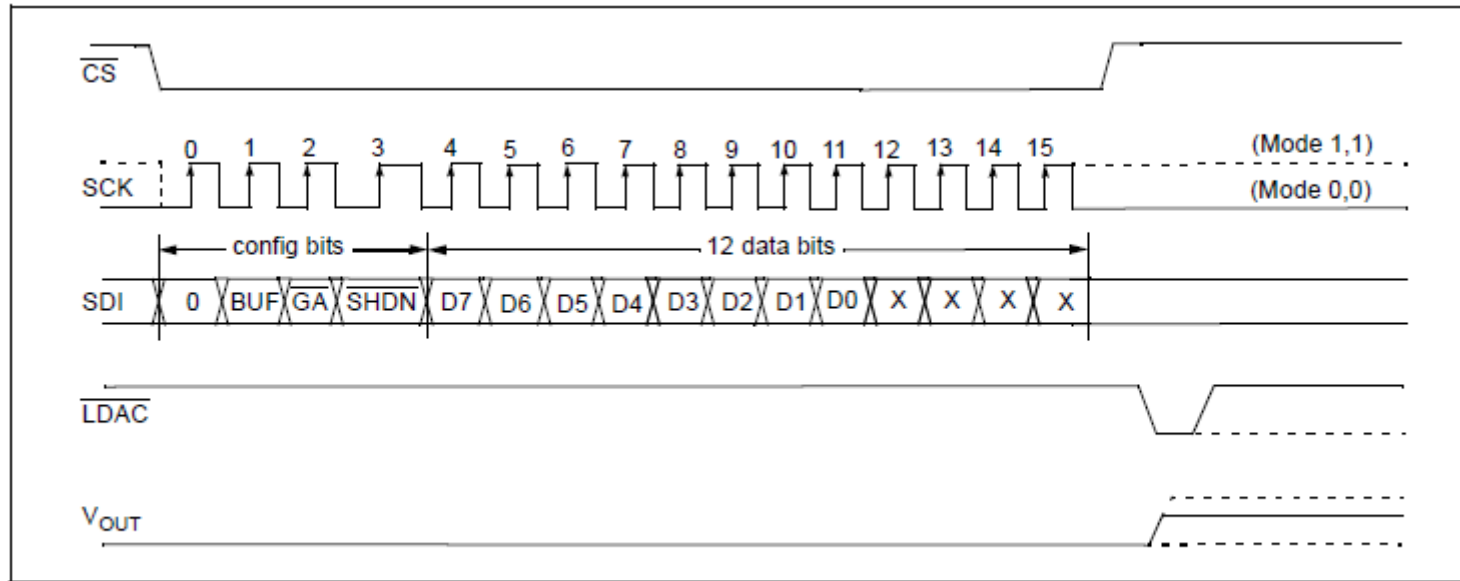 CS
0 1 2 3 4 5 6 7 8 9 10 11 12 13 14 15
(Mode 1,1)
SCK
(Mode 0,0)
config bits
12 data bits
SDI
0 BUF GA SHDN D7 D6 D5 D4 D3 D2 D1 D0 X X X X
LDAC
VOUT